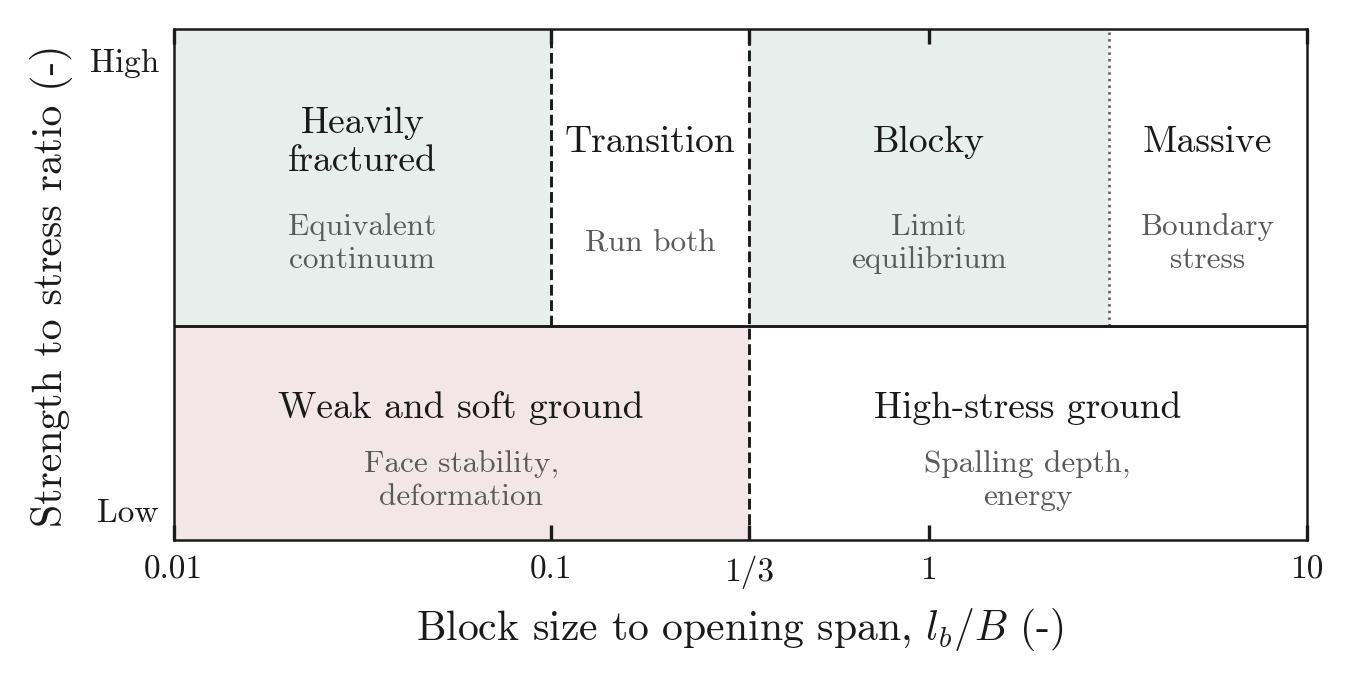 Strength to stress ratio (-)
High
Low
Heavily
fractured
Equivalent
continuum
Transition
Run both
Blocky
Limit
equilibrium
Massive
Boundary
stress
Weak and soft ground
Face stability,
deformation
High-stress ground
Spalling depth,
energy
0.01
0.1
1/3
1
10
Block size to opening span, l_b/B (-)